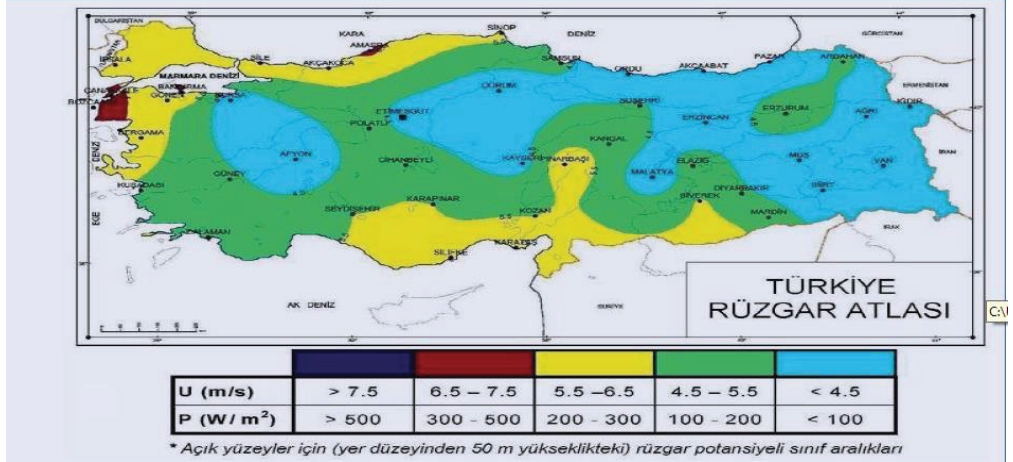 BULGARİSTAN
KARA
DENİZ
GÜRCİSTAN
SİNOP
AMASRA
İPSALA
ŞİLE
AKÇAKOCA
SAMSUN
ORDU
AKÇAABAT
PAZAR
ARDAHAN
MARMARA DENİZİ
ERMENİSTAN
BANDIRMA
GÖNEN
BURSA
ÇORUM
SUŞEHRİ
ERZURUM
IĞDIR
ETİMESGUT
ERZİNCAN
AĞRI
POLATLI
BERGAMA
KANGAL
İRAN
AFYON
CİHANBEYLİ
KAYSERİ
PINARBAŞI
ELAZIĞ
MUŞ
VAN
GÜNEY
MALATYA
KUŞADASI
DİYARBAKIR
SİİRT
SİVEREK
KARAPINAR
SEYDİŞEHİR
KOZAN
MARDİN
EGE
DALAMAN
IRAK
KARATAŞ
SİLİFKE
AK DENİZ
SURİYE
TÜRKİYE
RÜZGAR ATLASI
C:\U
U (m/s) > 7.5 6.5 – 7.5 5.5 –6.5 4.5 – 5.5 < 4.5
P (W/ m²) > 500 300 - 500 200 - 300 100 - 200 < 100
* Açık yüzeyler için (yer düzeyinden 50 m yükseklikteki) rüzgar potansiyeli sınıf aralıkları